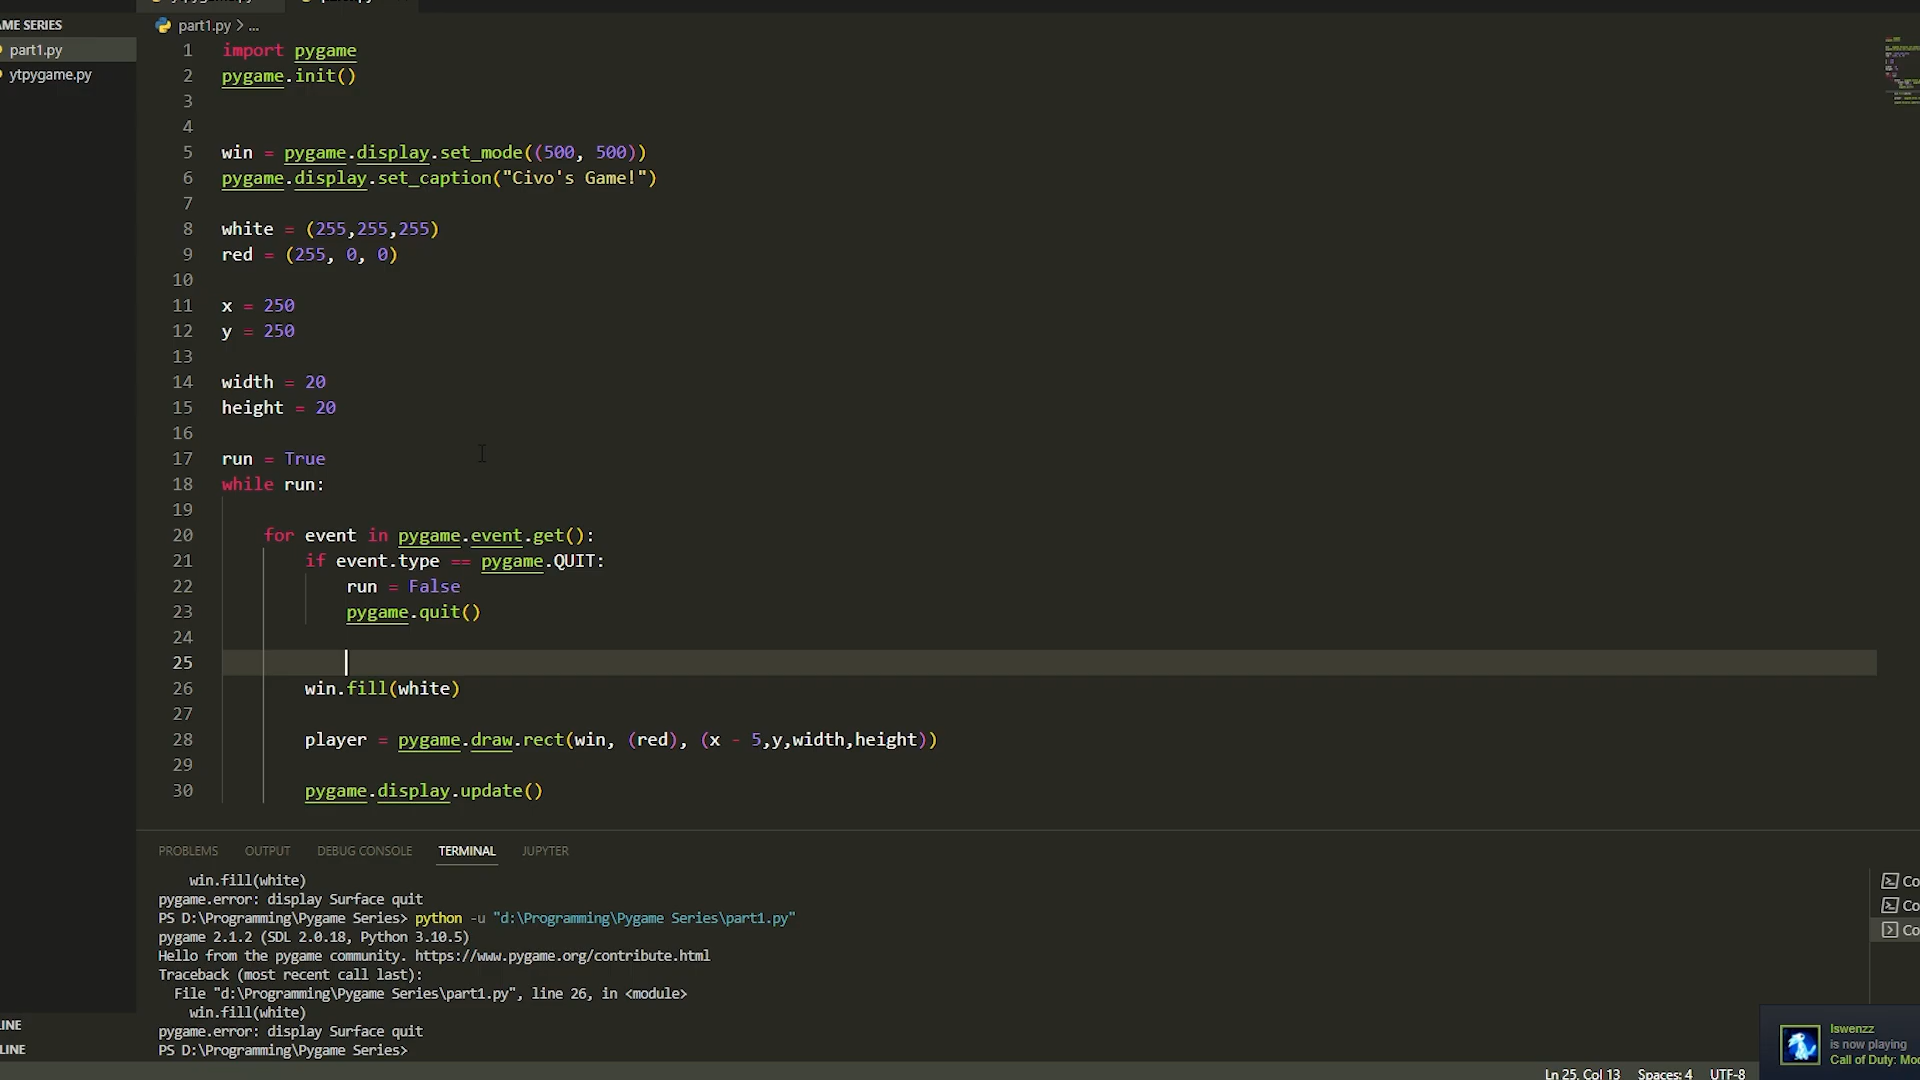 AME SERIES
part1.py > ...
part1.py
ytpygame.py
1 import pygame
2 pygame.init()
3
4
5 win = pygame.display.set_mode((500, 500))
6 pygame.display.set_caption("Civo's Game!")
7
8 white = (255,255,255)
9 red = (255, 0, 0)
10
11 x = 250
12 y = 250
13
14 width = 20
15 height = 20
16
17 run = True
18 while run:
19
20 for event in pygame.event.get():
21 if event.type == pygame.QUIT:
22 run = False
23 pygame.quit()
24
25
26 win.fill(white)
27
28 player = pygame.draw.rect(win, (red), (x - 5,y,width,height))
29
30 pygame.display.update()
PROBLEMS OUTPUT DEBUG CONSOLE TERMINAL JUPYTER
win.fill(white)
pygame.error: display Surface quit
PS D:\Programming\Pygame Series> python -u "d:\Programming\Pygame Series\part1.py"
pygame 2.1.2 (SDL 2.0.18, Python 3.10.5)
Hello from the pygame community. https://www.pygame.org/contribute.html
Traceback (most recent call last):
File "d:\Programming\Pygame Series\part1.py", line 26, in <module>
win.fill(white)
pygame.error: display Surface quit
PS D:\Programming\Pygame Series>
Co
Co
Co
INE
LINE
Iswenzz
is now playing
Call of Duty: Mod
Ln 25, Col 13 Spaces: 4 UTF-8